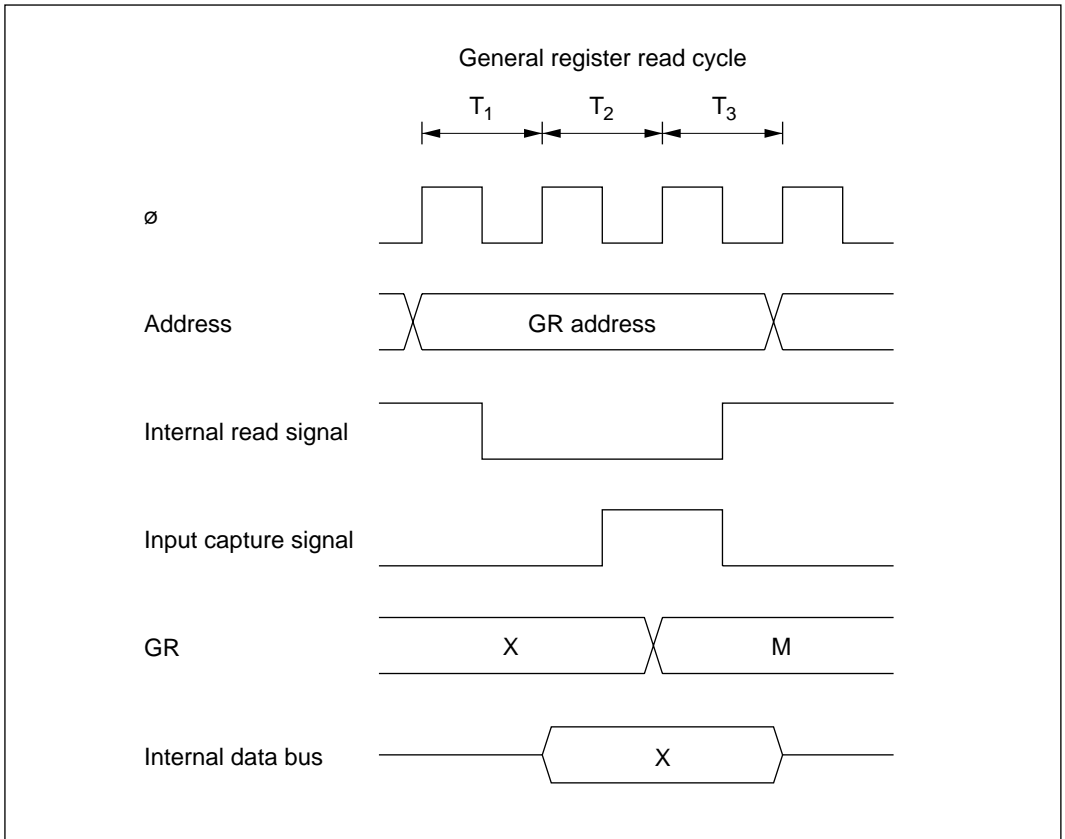 General register read cycle
T1 T2 T3
ø
Address GR address
Internal read signal
Input capture signal
GR X M
Internal data bus X